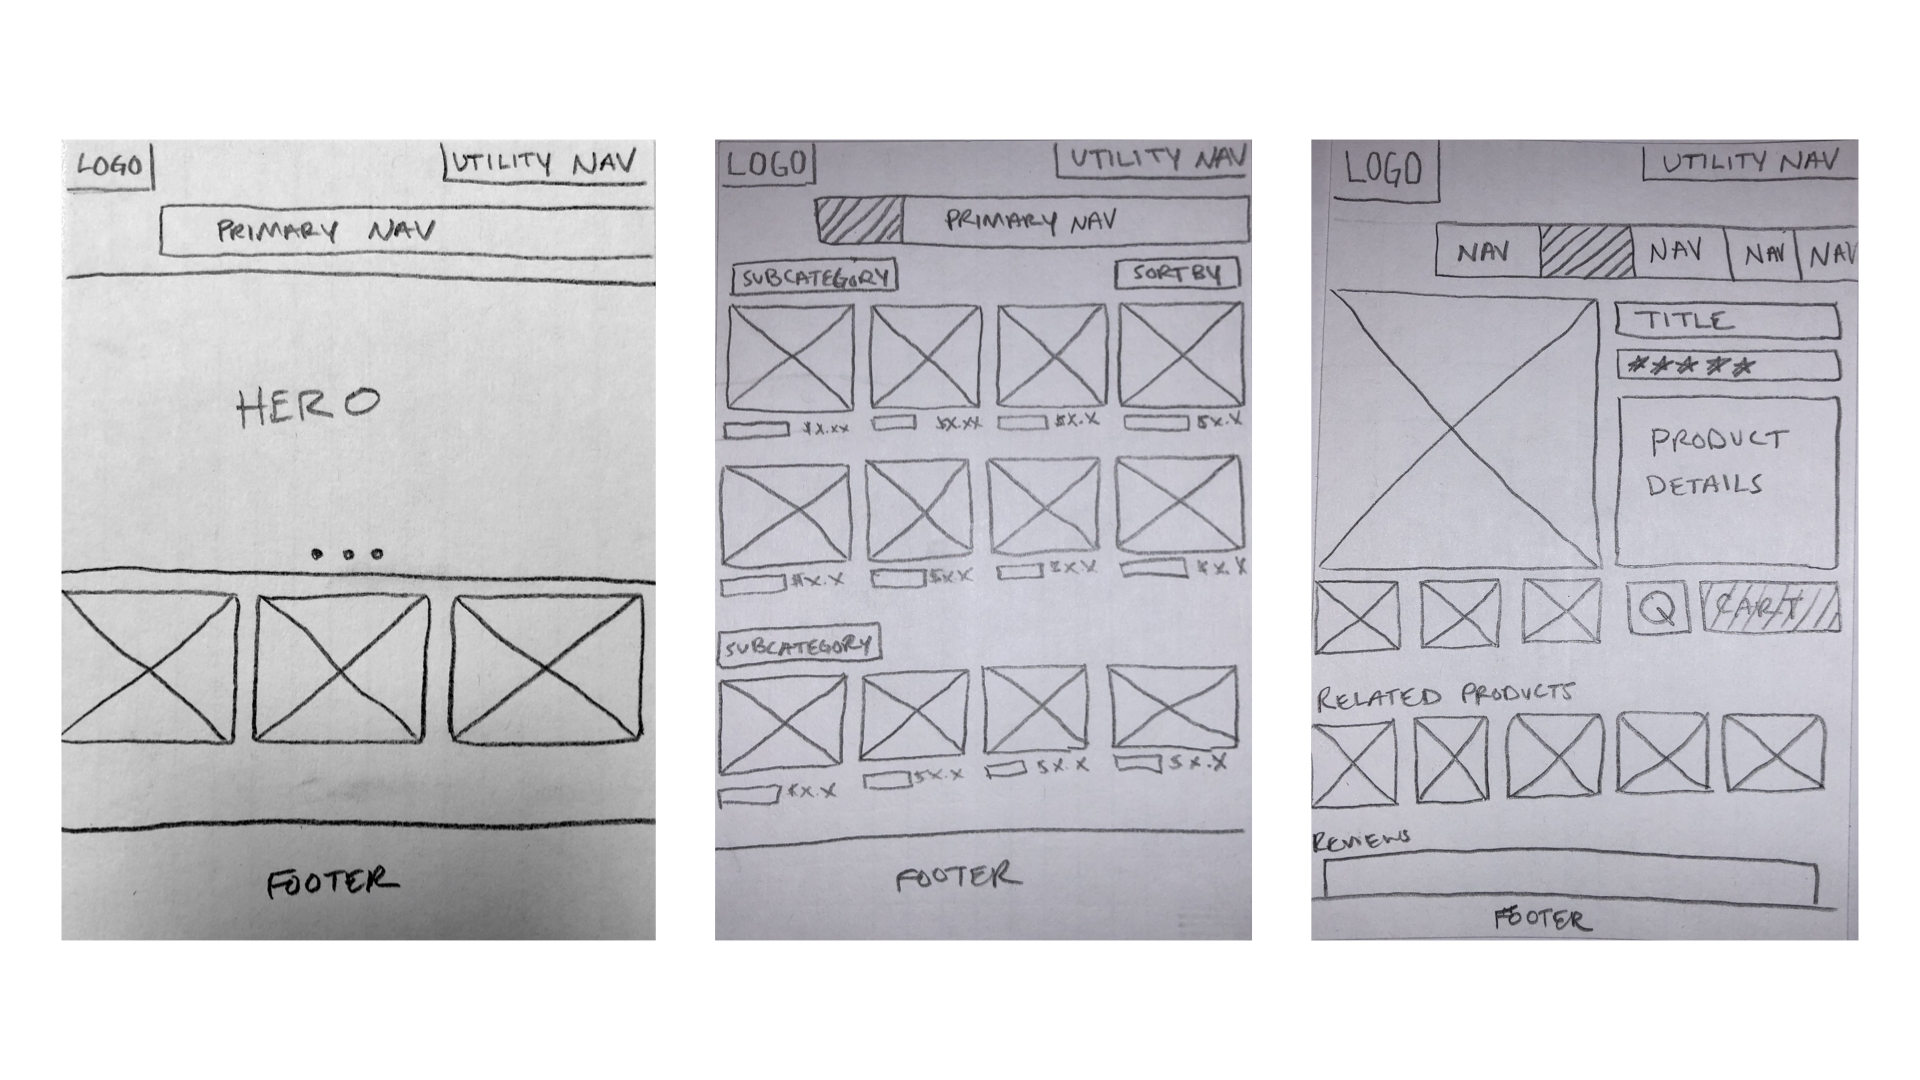 LOGO
UTILITY NAV
PRIMARY NAV
HERO
FOOTER
LOGO
UTILITY NAV
PRIMARY NAV
SUBCATEGORY
SORT BY
$X.XX $X.XX $X.X $X.X
$X.X $XX $X.X $X.X
SUBCATEGORY
$X.X $X.X $X.X $X.X
FOOTER
LOGO
UTILITY NAV
NAV NAV NAV NAV
TITLE
PRODUCT
DETAILS
Q CART
RELATED PRODUCTS
REVIEWS
FOOTER